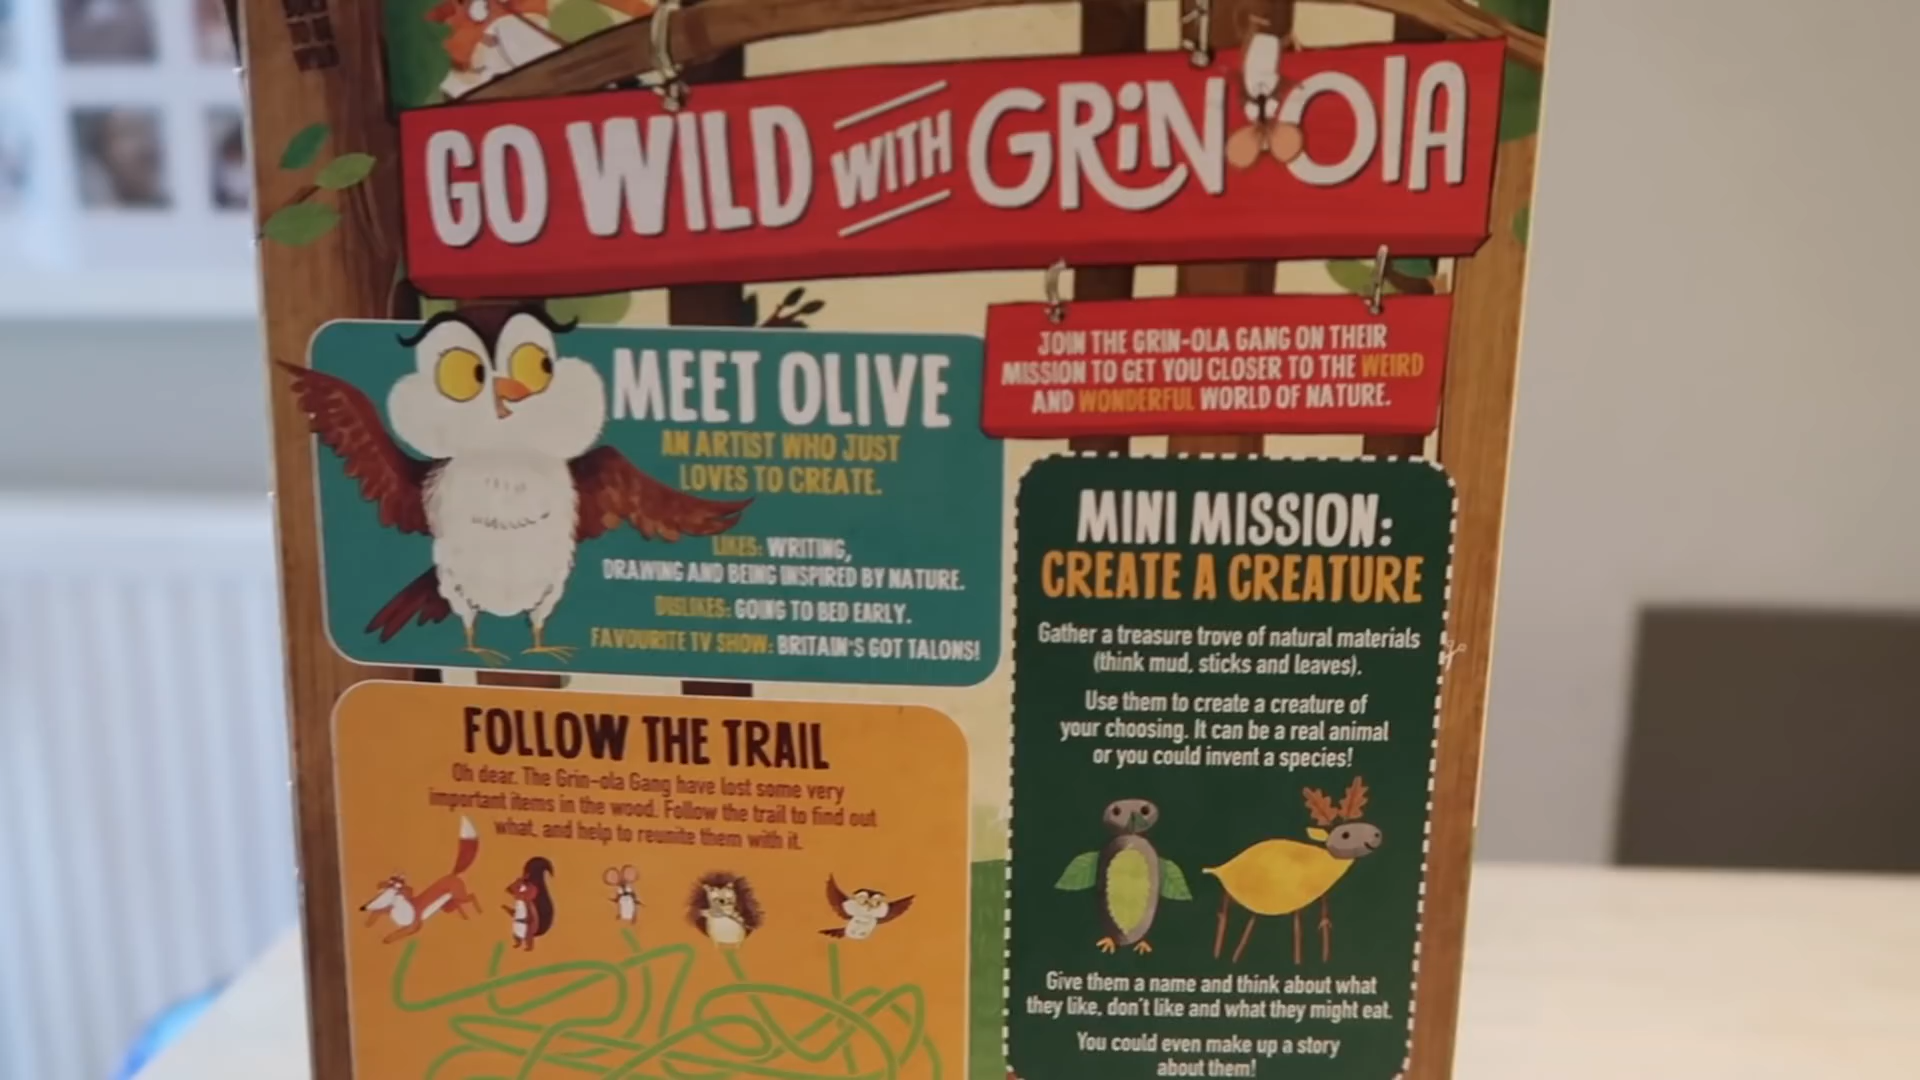 GO WILD WITH GRIN-OLA
JOIN THE GRIN-OLA GANG ON THEIR
MISSION TO GET YOU CLOSER TO THE WEIRD
AND WONDERFUL WORLD OF NATURE.
MEET OLIVE
AN ARTIST WHO JUST
LOVES TO CREATE.
LIKES: WRITING,
DRAWING AND BEING INSPIRED BY NATURE.
DISLIKES: GOING TO BED EARLY.
FAVOURITE TV SHOW: BRITAIN'S GOT TALONS!
MINI MISSION:
CREATE A CREATURE
Gather a treasure trove of natural materials
(think mud, sticks and leaves).
Use them to create a creature of
your choosing. It can be a real animal
or you could invent a species!
Give them a name and think about what
they like, don't like and what they might eat.
You could even make up a story
about them!
FOLLOW THE TRAIL
Oh dear. The Grin-ola Gang have lost some very
important items in the wood. Follow the trail to find out
what, and help to reunite them with it.